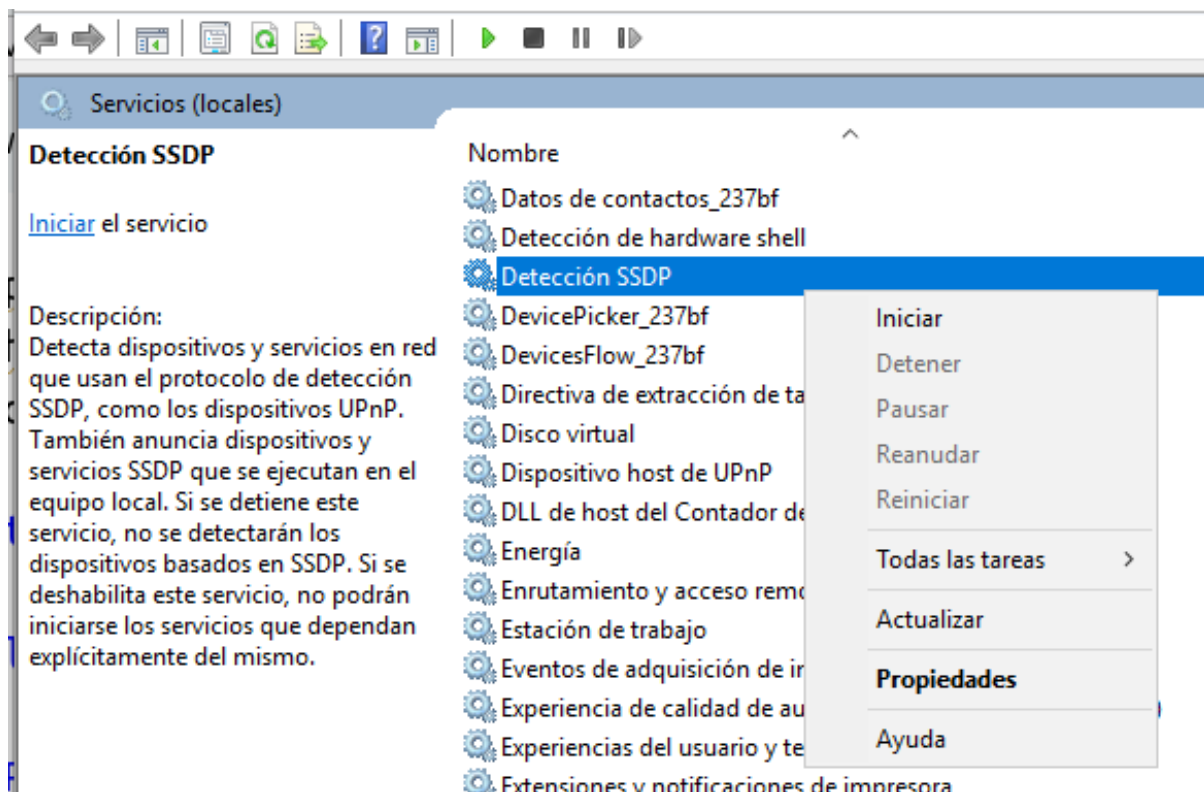 Servicios (locales)
Detección SSDP
Iniciar el servicio
Descripción:
Detecta dispositivos y servicios en red
que usan el protocolo de detección
SSDP, como los dispositivos UPnP.
También anuncia dispositivos y
servicios SSDP que se ejecutan en el
equipo local. Si se detiene este
servicio, no se detectarán los
dispositivos basados en SSDP. Si se
deshabilita este servicio, no podrán
iniciarse los servicios que dependan
explícitamente del mismo.
Nombre
Datos de contactos_237bf
Detección de hardware shell
Detección SSDP
DevicePicker_237bf
DevicesFlow_237bf
Directiva de extracción de ta
Disco virtual
Dispositivo host de UPnP
DLL de host del Contador de
Energía
Enrutamiento y acceso remo
Estación de trabajo
Eventos de adquisición de
Experiencia de calidad de au
Experiencias del usuario y te
Extensiones y notificaciones de impresora
Iniciar
Detener
Pausar
Reanudar
Reiniciar
Todas las tareas
Actualizar
Propiedades
Ayuda